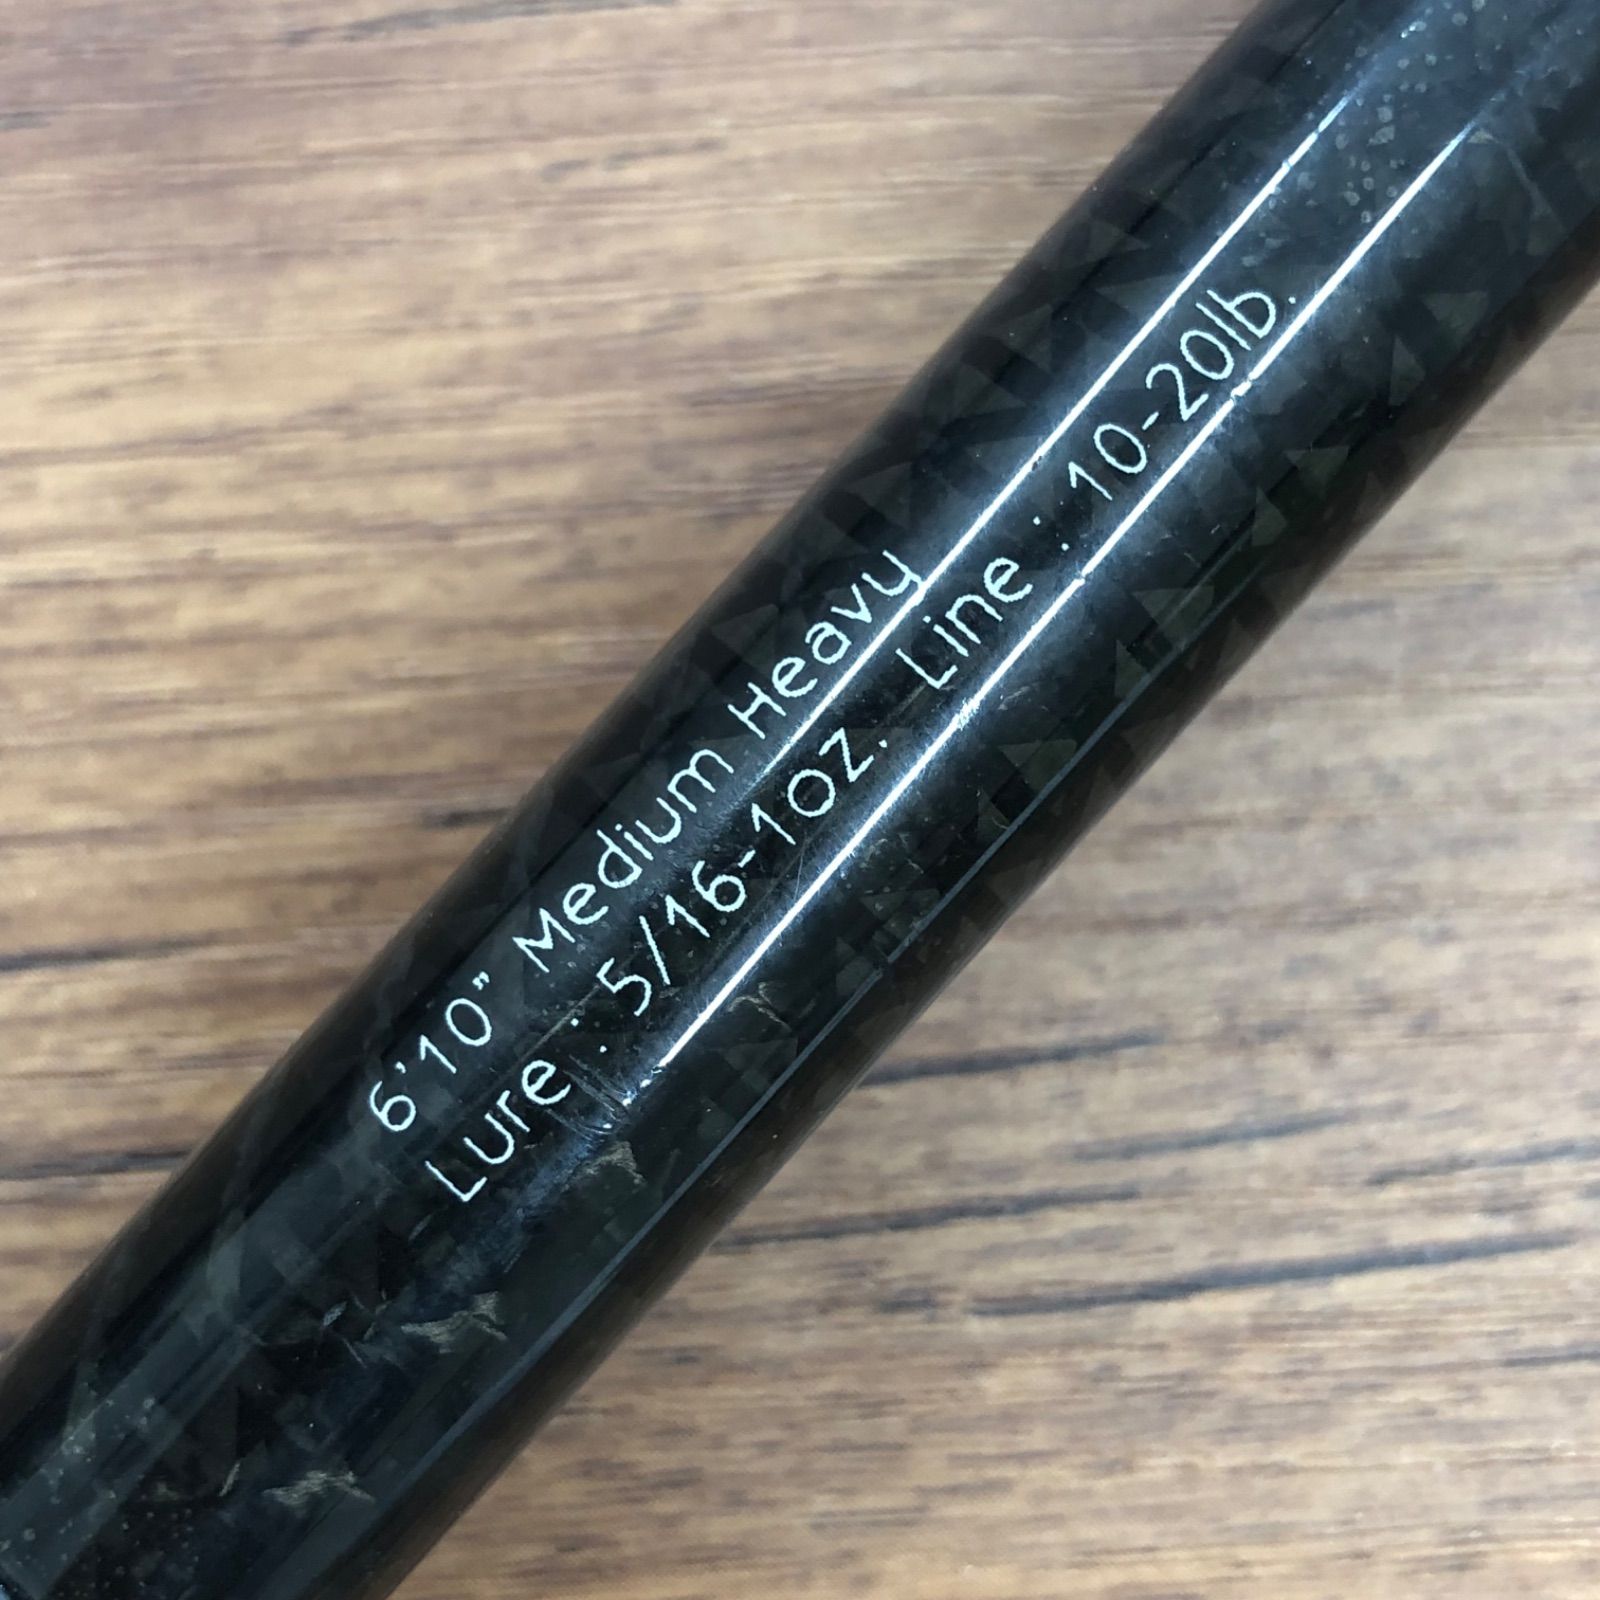 6'10" Medium Heavy
Lure : 5/16-1oz. Line : 10-20lb.